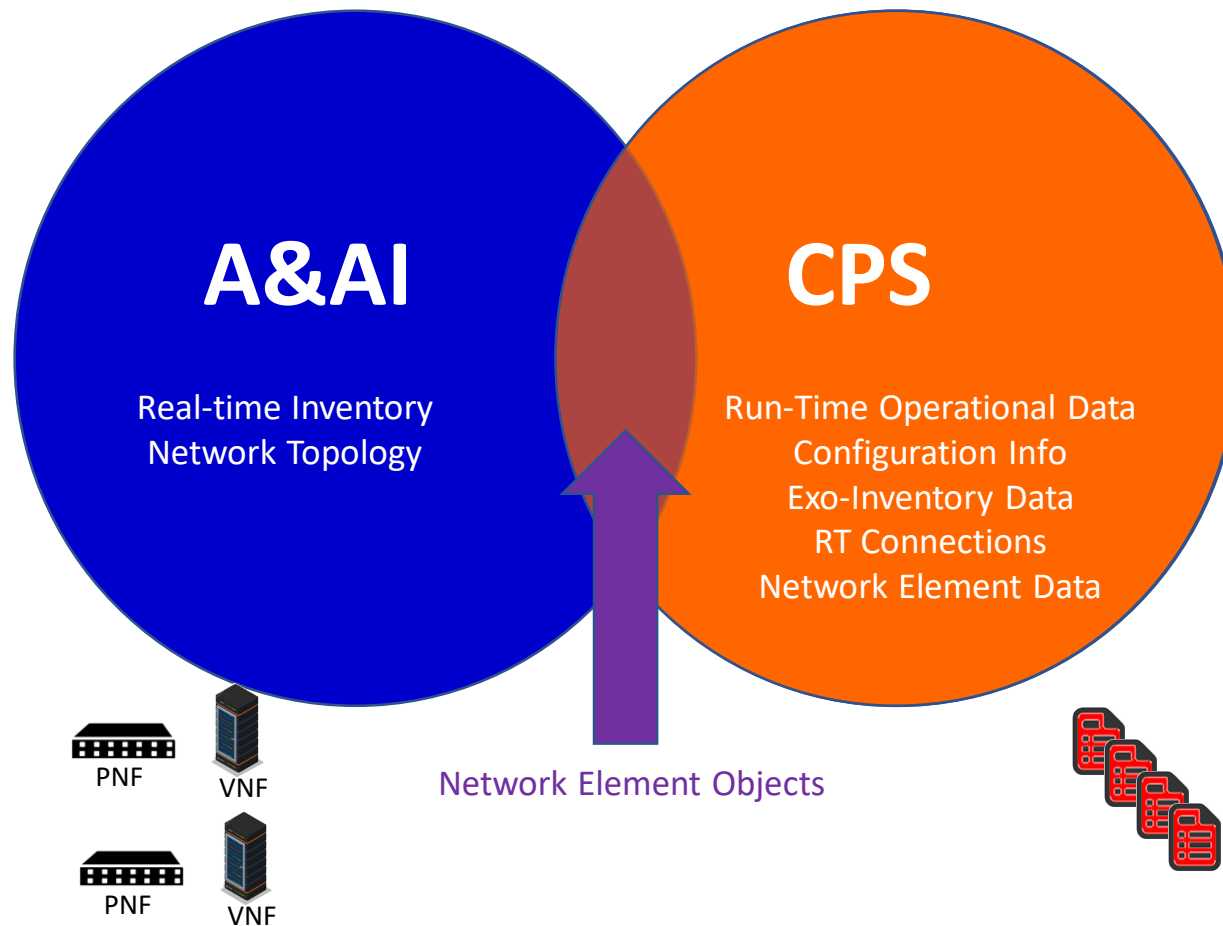 A&AI
Real-time Inventory
Network Topology
CPS
Run-Time Operational Data
Configuration Info
Exo-Inventory Data
RT Connections
Network Element Data
PNF
VNF
Network Element Objects
PNF
VNF